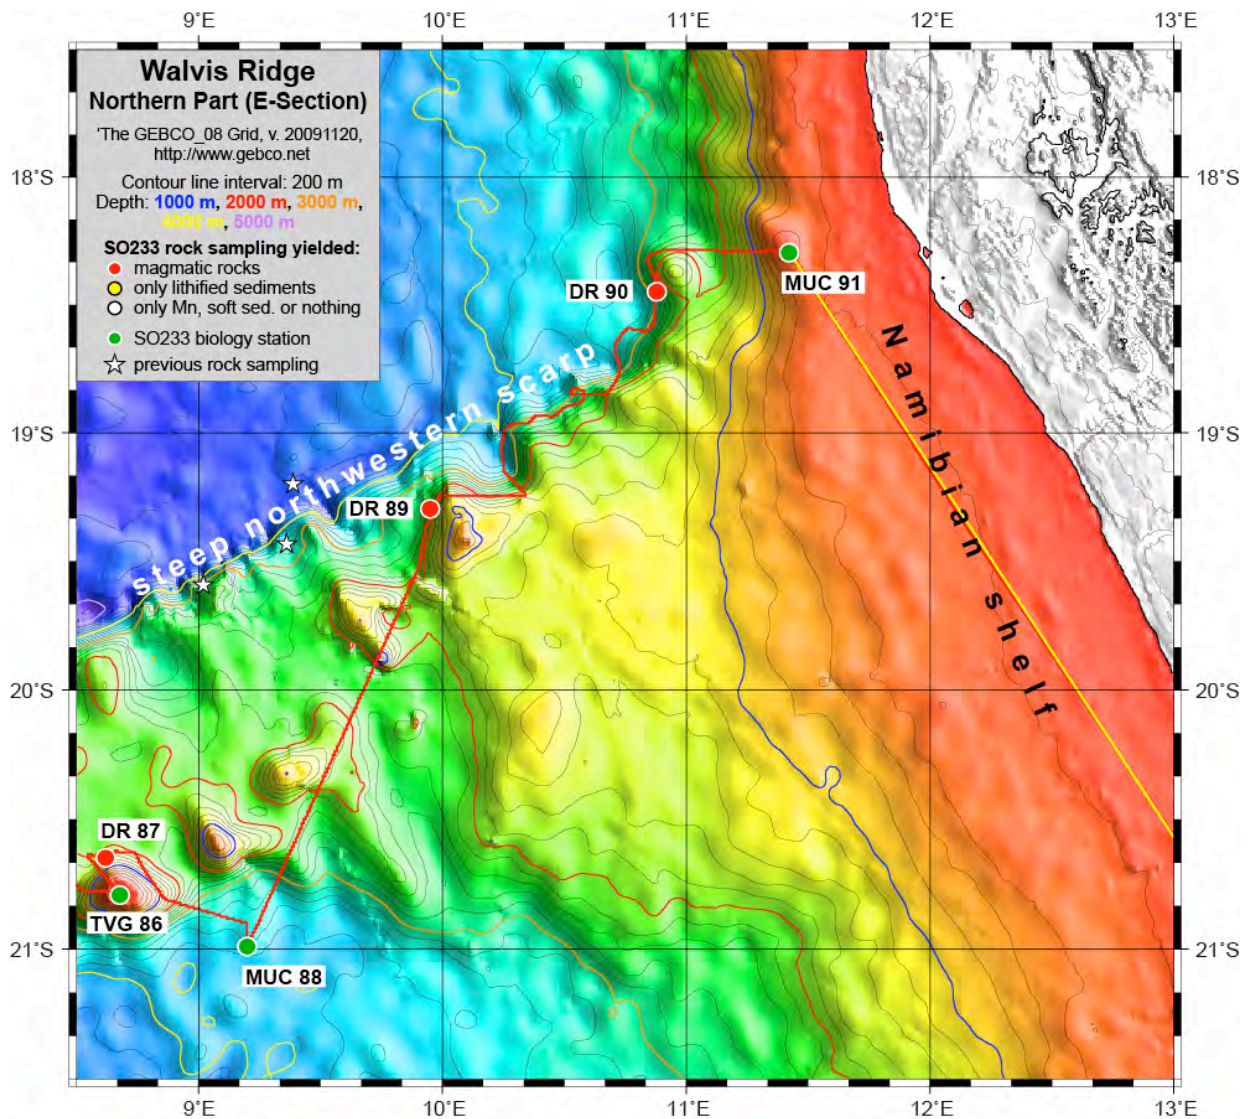 9°E 10°E 11°E 12°E 13°E
Walvis Ridge
Northern Part (E-Section)
'The GEBCO_08 Grid, v. 20091120,
http://www.gebco.net
Contour line interval: 200 m
Depth: 1000 m, 2000 m, 3000 m,
4000 m, 5000 m
SO233 rock sampling yielded:
magmatic rocks
only lithified sediments
only Mn, soft sed. or nothing
SO233 biology station
previous rock sampling
18°S 18°S
MUC 91
DR 90
Namibian shelf
steep northwestern scarp
19°S 19°S
DR 89
20°S 20°S
DR 87
TVG 86
21°S 21°S
MUC 88
9°E 10°E 11°E 12°E 13°E